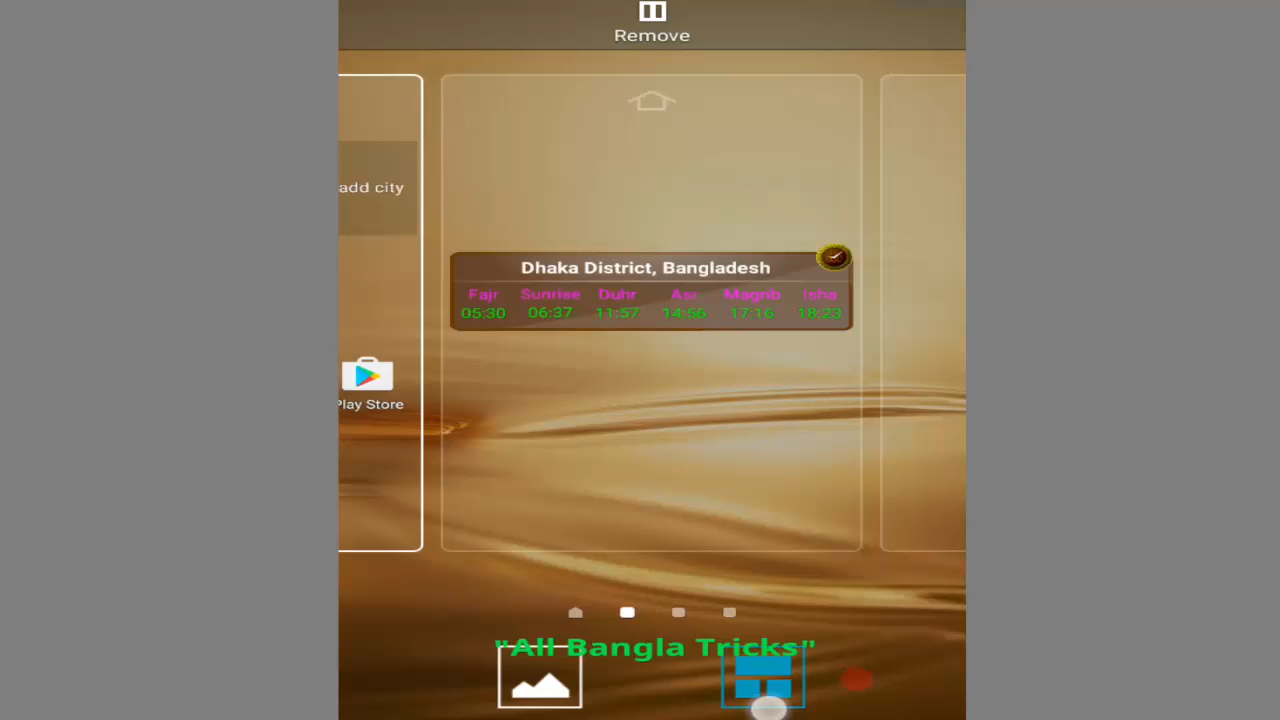 Remove
add city
Dhaka District, Bangladesh
Fajr Sunrise Duhr Asr Magrib Isha
05:30 06:37 11:57 14:56 17:16 18:23
Play Store
"All Bangla Tricks"